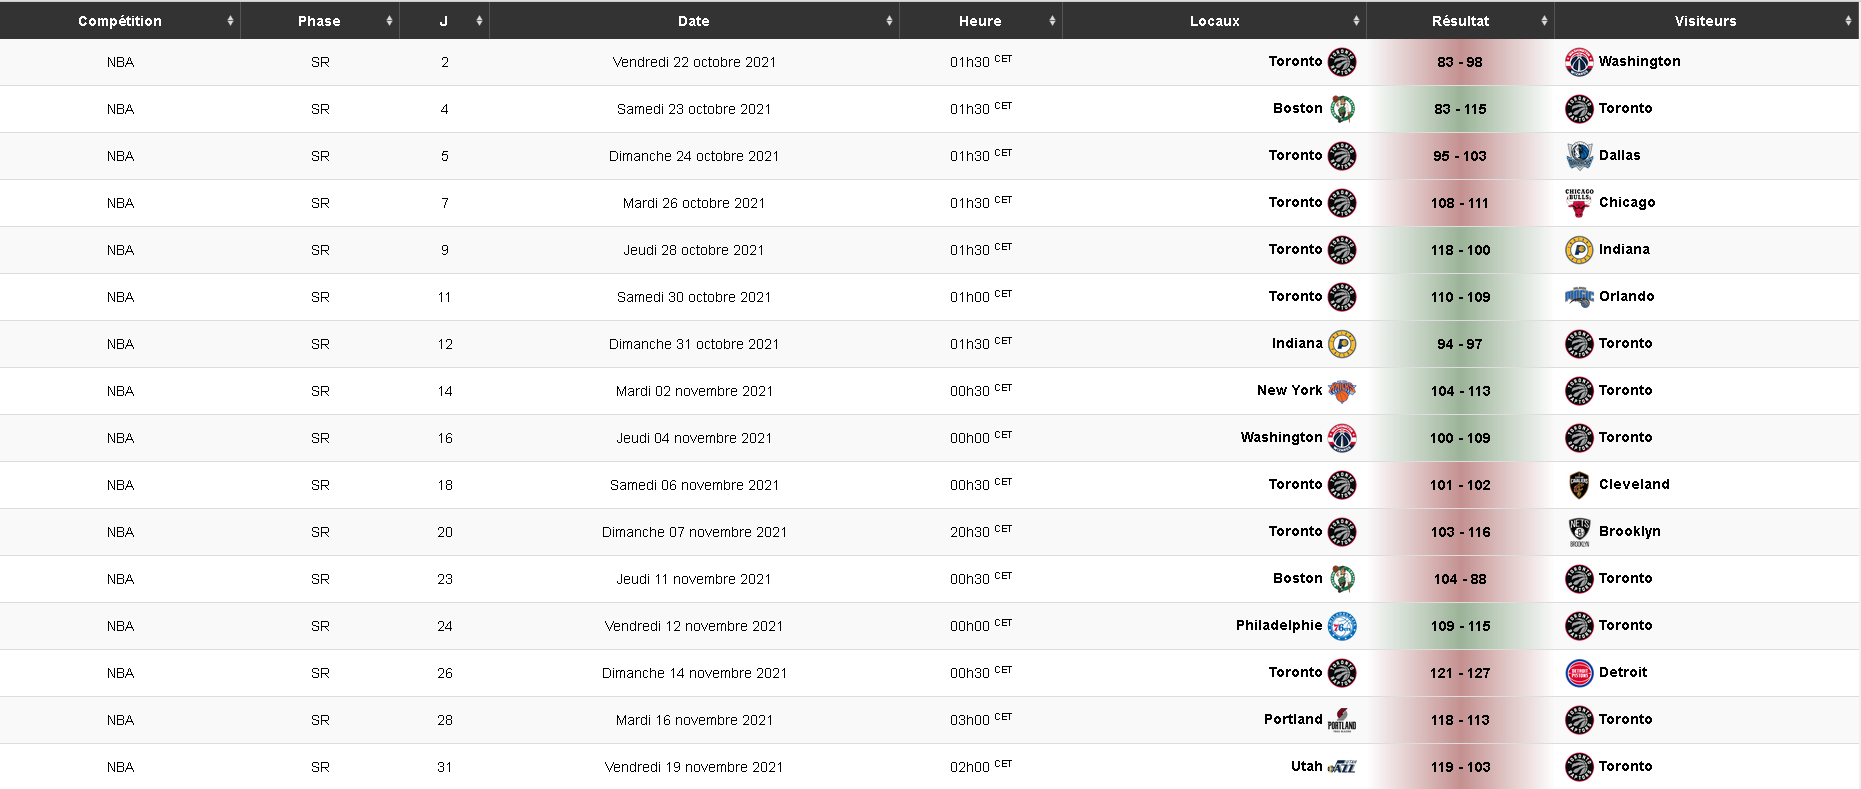 Compétition Phase J Date Heure Locaux Résultat Visiteurs
NBA SR 2 Vendredi 22 octobre 2021 01h30 CET Toronto 83 - 98 Washington
NBA SR 4 Samedi 23 octobre 2021 01h30 CET Boston 83 - 115 Toronto
NBA SR 5 Dimanche 24 octobre 2021 01h30 CET Toronto 95 - 103 Dallas
NBA SR 7 Mardi 26 octobre 2021 01h30 CET Toronto 108 - 111 Chicago
NBA SR 9 Jeudi 28 octobre 2021 01h30 CET Toronto 118 - 100 Indiana
NBA SR 11 Samedi 30 octobre 2021 01h00 CET Toronto 110 - 109 Orlando
NBA SR 12 Dimanche 31 octobre 2021 01h30 CET Indiana 94 - 97 Toronto
NBA SR 14 Mardi 02 novembre 2021 00h30 CET New York 104 - 113 Toronto
NBA SR 16 Jeudi 04 novembre 2021 00h00 CET Washington 100 - 109 Toronto
NBA SR 18 Samedi 06 novembre 2021 00h30 CET Toronto 101 - 102 Cleveland
NBA SR 20 Dimanche 07 novembre 2021 20h30 CET Toronto 103 - 116 Brooklyn
NBA SR 23 Jeudi 11 novembre 2021 00h30 CET Boston 104 - 88 Toronto
NBA SR 24 Vendredi 12 novembre 2021 00h00 CET Philadelphie 109 - 115 Toronto
NBA SR 26 Dimanche 14 novembre 2021 00h30 CET Toronto 121 - 127 Detroit
NBA SR 28 Mardi 16 novembre 2021 03h00 CET Portland 118 - 113 Toronto
NBA SR 31 Vendredi 19 novembre 2021 02h00 CET Utah 119 - 103 Toronto